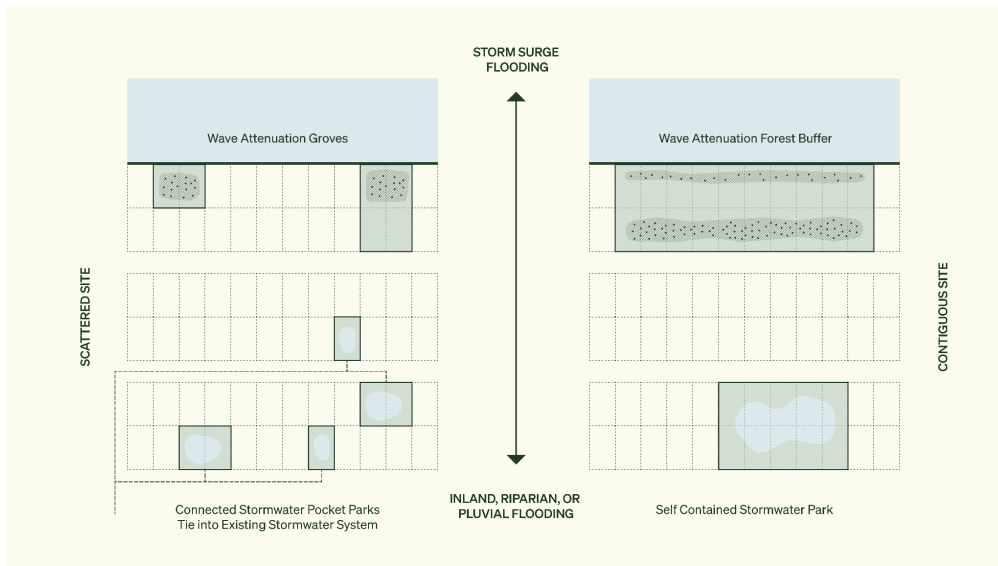 STORM SURGE
FLOODING
Wave Attenuation Groves
Wave Attenuation Forest Buffer
SCATTERED SITE
CONTIGUOUS SITE
INLAND, RIPARIAN, OR
PLUVIAL FLOODING
Connected Stormwater Pocket Parks
Tie into Existing Stormwater System
Self Contained Stormwater Park